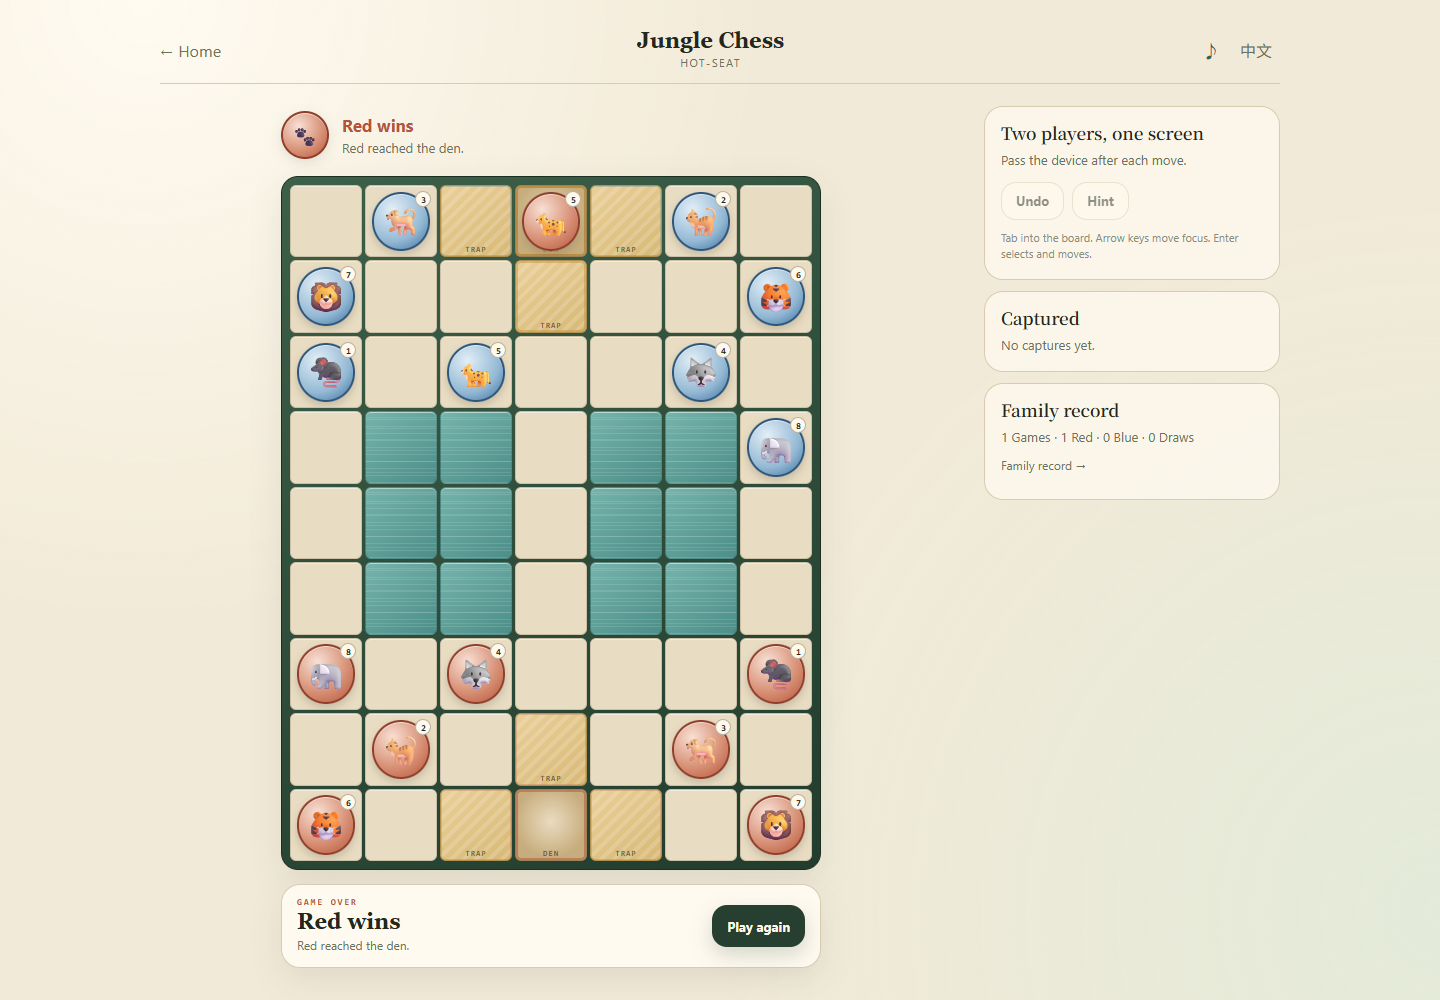 ← Home
Jungle Chess
HOT-SEAT
♪
中文
Red wins
Red reached the den.
3
TRAP
5
TRAP
2
7
TRAP
6
1
5
4
8
8
4
1
2
TRAP
3
6
TRAP
DEN
TRAP
7
GAME OVER
Red wins
Red reached the den.
Play again
Two players, one screen
Pass the device after each move.
Undo
Hint
Tab into the board. Arrow keys move focus. Enter
selects and moves.
Captured
No captures yet.
Family record
1 Games · 1 Red · 0 Blue · 0 Draws
Family record →